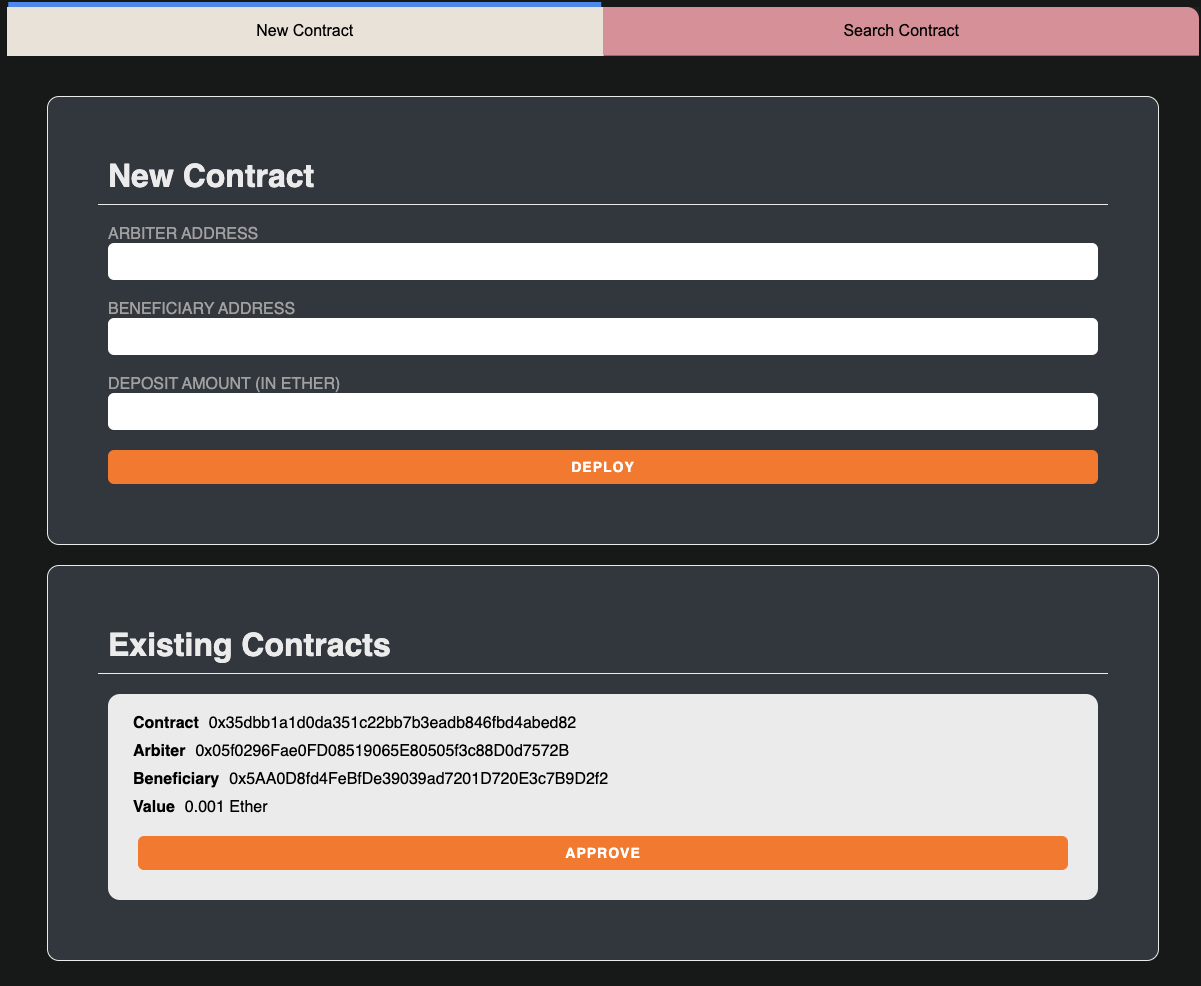 New Contract
Search Contract
New Contract
ARBITER ADDRESS
BENEFICIARY ADDRESS
DEPOSIT AMOUNT (IN ETHER)
DEPLOY
Existing Contracts
Contract 0x35dbb1a1d0da351c22bb7b3eadb846fbd4abed82
Arbiter 0x05f0296Fae0FD08519065E80505f3c88D0d7572B
Beneficiary 0x5AA0D8fd4FeBfDe39039ad7201D720E3c7B9D2f2
Value 0.001 Ether
APPROVE